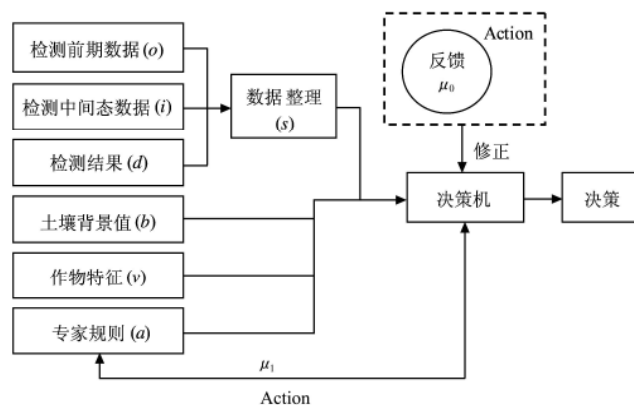 检测前期数据 (o)
检测中间态数据 (i)
检测结果 (d)
土壤背景值 (b)
作物特征 (v)
专家规则 (a)
数据整理
(s)
Action
反馈
μ₀
修正
决策机
决策
μ₁
Action